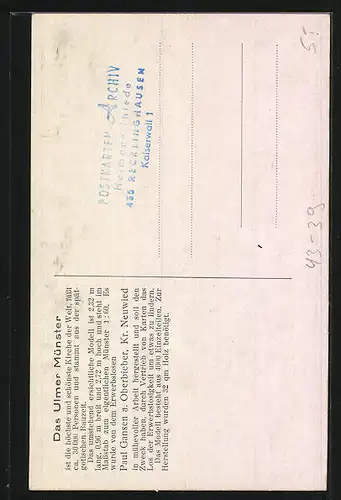 Das Ulmer Münster
ist die höchste und schönste Kirche der Welt, faßt
ca. 30000 Personen und stammt aus der spät-
gotischen Bauzeit.
Das umstehend ersichtliche Modell ist 2,32 m
lang, 0,96 m breit und 2,72 m hoch und steht im
Maßstab zum eigentlichen Münster 1:60. Es
wurde von dem Erwerbslosen
Paul Gansen a. Oberbieber, Kr. Neuwied
in mühevoller Arbeit hergestellt und soll den
Zweck haben, durch Vertrieb von Karten das
Los der Erwerbslosigkeit um etwas zu lindern.
Das Modell besteht aus Einzelteilen. Zur
Herstellung wurden 32 qm Holz benötigt.
POSTKARTEN ARCHIV
Hermann Thiede
435 RECKLINGHAUSEN
Kaiserwall 1
5,-
43-39